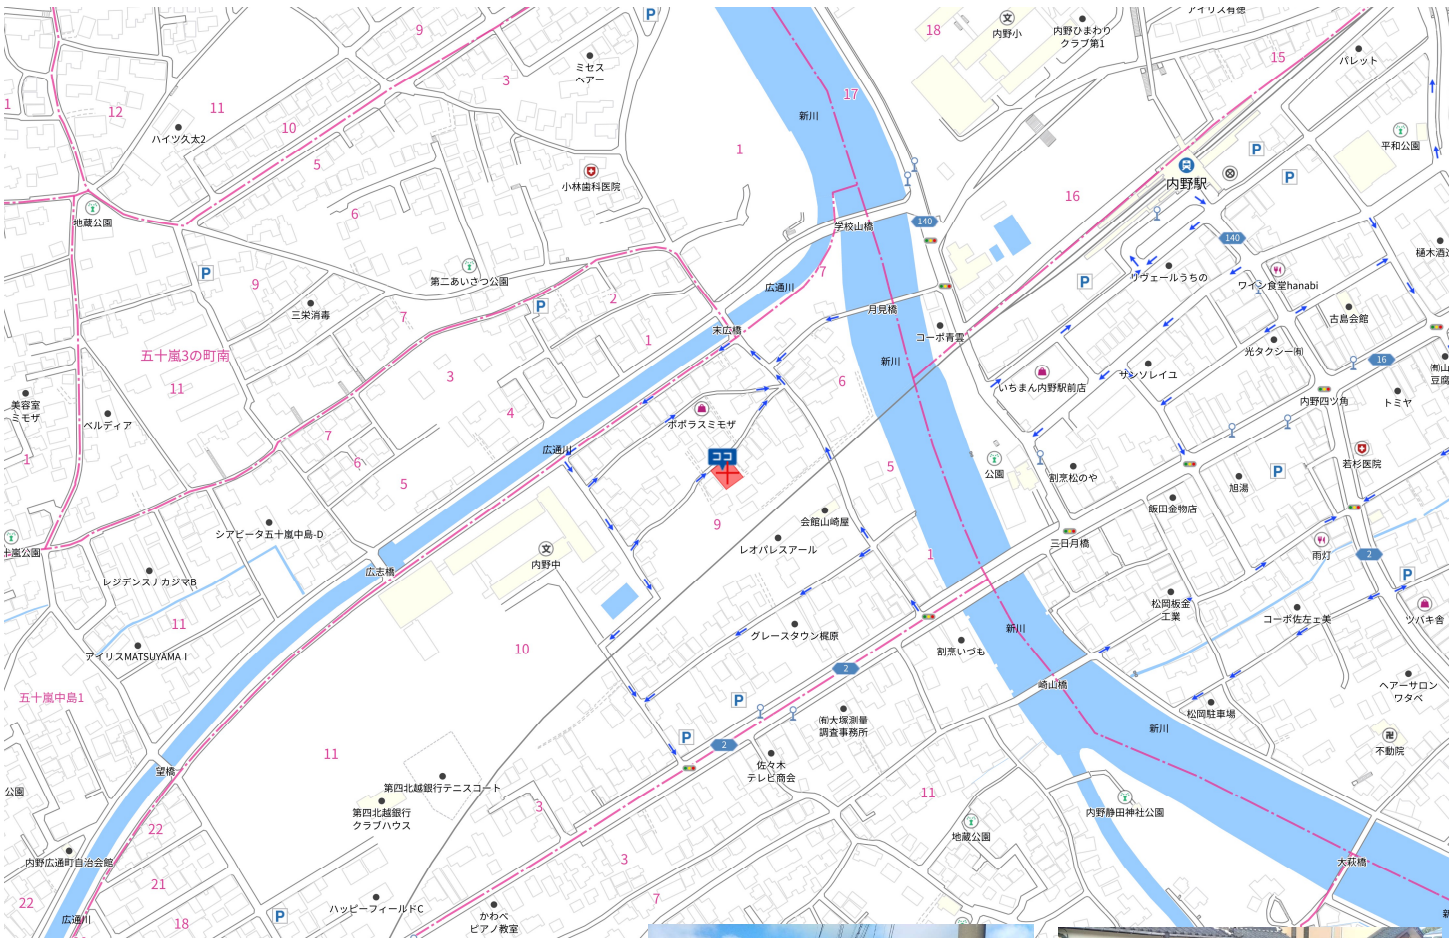 アイリス有徳
9
P
18
内野小
内野ひまわり
クラブ第1
15
パレット
3
ミセス
ヘアー
17
1
12
11
10
ハイツ久太2
新川
平和公園
5
1
P
P
小林歯科医院
内野駅
16
6
地蔵公園
学校山橋
140
140
樋木酒造
P
第二あいさつ公園
7
リヴェールうちの
P
ワイン食堂hanabi
9
P
広通川
2
三栄消毒
7
月見橋
古島会館
末広橋
コーポ青雲
1
光タクシー㈲
五十嵐3の町南
新川
16
11
3
6
サンソレイユ
㈲山
豆腐
いちまん内野駅前店
美容室
ミモザ
4
トミヤ
内野四ツ角
ベルディア
ポポラスミモザ
7
広通川
ココ
1
6
5
公園
割烹松のや
若杉医院
P
旭湯
5
飯田金物店
9
会館山崎屋
シアビータ五十嵐中島-D
レオパレスアール
三日月橋
雨灯
十嵐公園
内野中
1
2
広志橋
レジデンスノカジマB
P
松岡板金
工業
コーポ佐左ェ美
ツバキ舎
11
グレースタウン梶原
新川
10
割烹いづも
アイリスMATSUYAMAⅠ
2
崎山橋
ヘアーサロン
ワタベ
五十嵐中島1
P
松岡駐車場
㈲大塚測量
調査事務所
新川
P
2
不動院
11
望橋
佐々木
テレビ商会
第四北越銀行テニスコート
公園
11
3
第四北越銀行
クラブハウス
内野静田神社公園
22
地蔵公園
内野広通町自治会館
3
大萩橋
21
7
22
ハッピーフィールドC
かわべ
ピアノ教室
広通川
18
P
新